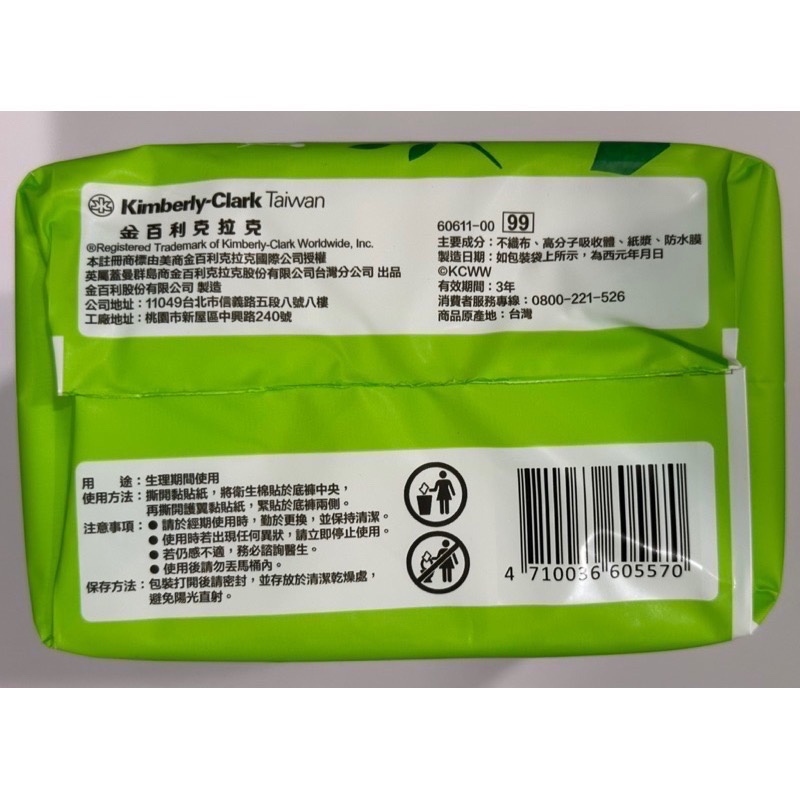 Kimberly-Clark Taiwan
金百利克拉克
®Registered Trademark of Kimberly-Clark Worldwide, Inc.
本註冊商標由美商金百利克拉克國際公司授權
英屬蓋曼群島商金百利克拉克股份有限公司台灣分公司 出品
金百利股份有限公司 製造
公司地址：11049台北市信義路五段八號八樓
工廠地址：桃園市新屋區中興路240號
60611-00 99
主要成分：不織布、高分子吸收體、紙漿、防水膜
製造日期：如包裝袋上所示，為西元年月日
©KCWW
有效期間：3年
消費者服務專線：0800-221-526
商品原產地：台灣
用 途：生理期間使用
使用方法：撕開黏貼紙，將衛生棉貼於底褲中央，
再撕開護翼黏貼紙，緊貼於底褲兩側。
注意事項：● 請於經期使用時，勤於更換，並保持清潔。
● 使用時若出現任何異狀，請立即停止使用。
● 若仍感不適，務必諮詢醫生。
● 使用後請勿丟馬桶內。
保存方法：包裝打開後請密封，並存放於清潔乾燥處，
避免陽光直射。
4 710036 605570